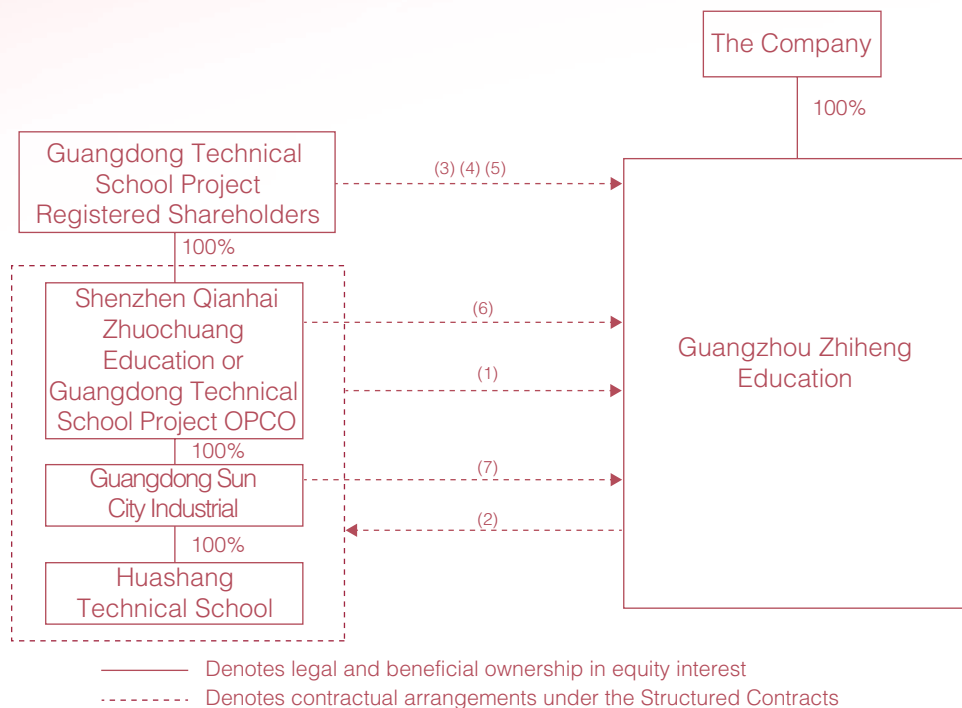 The Company
100%
Guangdong Technical
School Project
Registered Shareholders
(3) (4) (5)
100%
Shenzhen Qianhai
Zhuochuang
Education or
Guangdong Technical
School Project OPCO
(6)
(1)
Guangzhou Zhiheng
Education
100%
Guangdong Sun
City Industrial
(7)
(2)
100%
Huashang
Technical School
Denotes legal and beneficial ownership in equity interest
Denotes contractual arrangements under the Structured Contracts